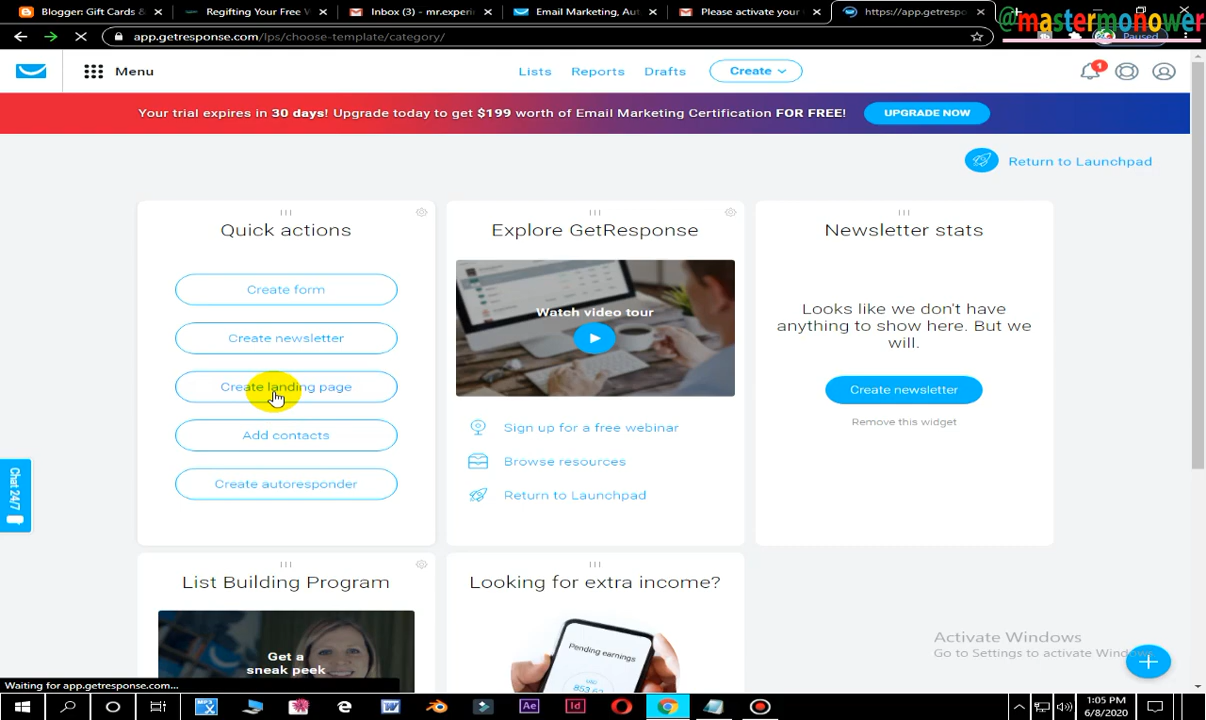 Blogger: Gift Cards &
Regifting Your Free V
Inbox (3) - mr.experi
Email Marketing, Aut
Please activate your
https://app.getrespo
@mastermonower
app.getresponse.com/lps/choose-template/category/
Paused
Menu
Lists
Reports
Drafts
Create
1
Your trial expires in 30 days! Upgrade today to get $199 worth of Email Marketing Certification FOR FREE!
UPGRADE NOW
Return to Launchpad
Quick actions
Create form
Create newsletter
Create landing page
Add contacts
Create autoresponder
Explore GetResponse
Watch video tour
Sign up for a free webinar
Browse resources
Return to Launchpad
Newsletter stats
Looks like we don't have
anything to show here. But we
will.
Create newsletter
Remove this widget
Chat 24/7
List Building Program
Get a
sneak peek
Looking for extra income?
Pending earnings
Activate Windows
Go to Settings to activate Windows.
Waiting for app.getresponse.com...
1:05 PM
6/8/2020